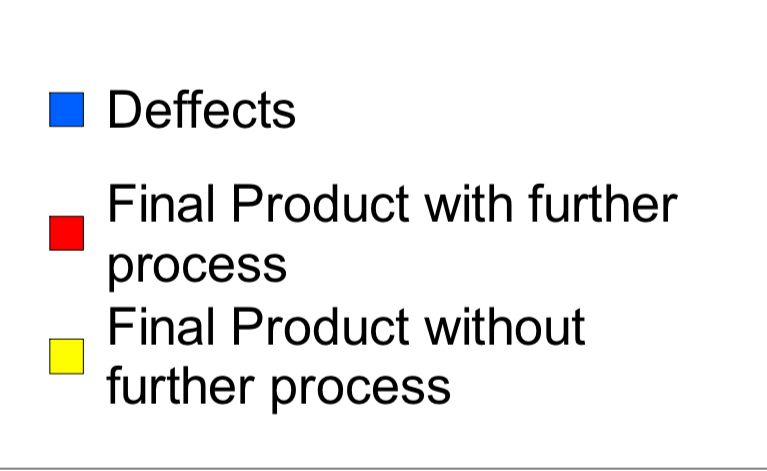 Deffects
Final Product with further
process
Final Product without
further process